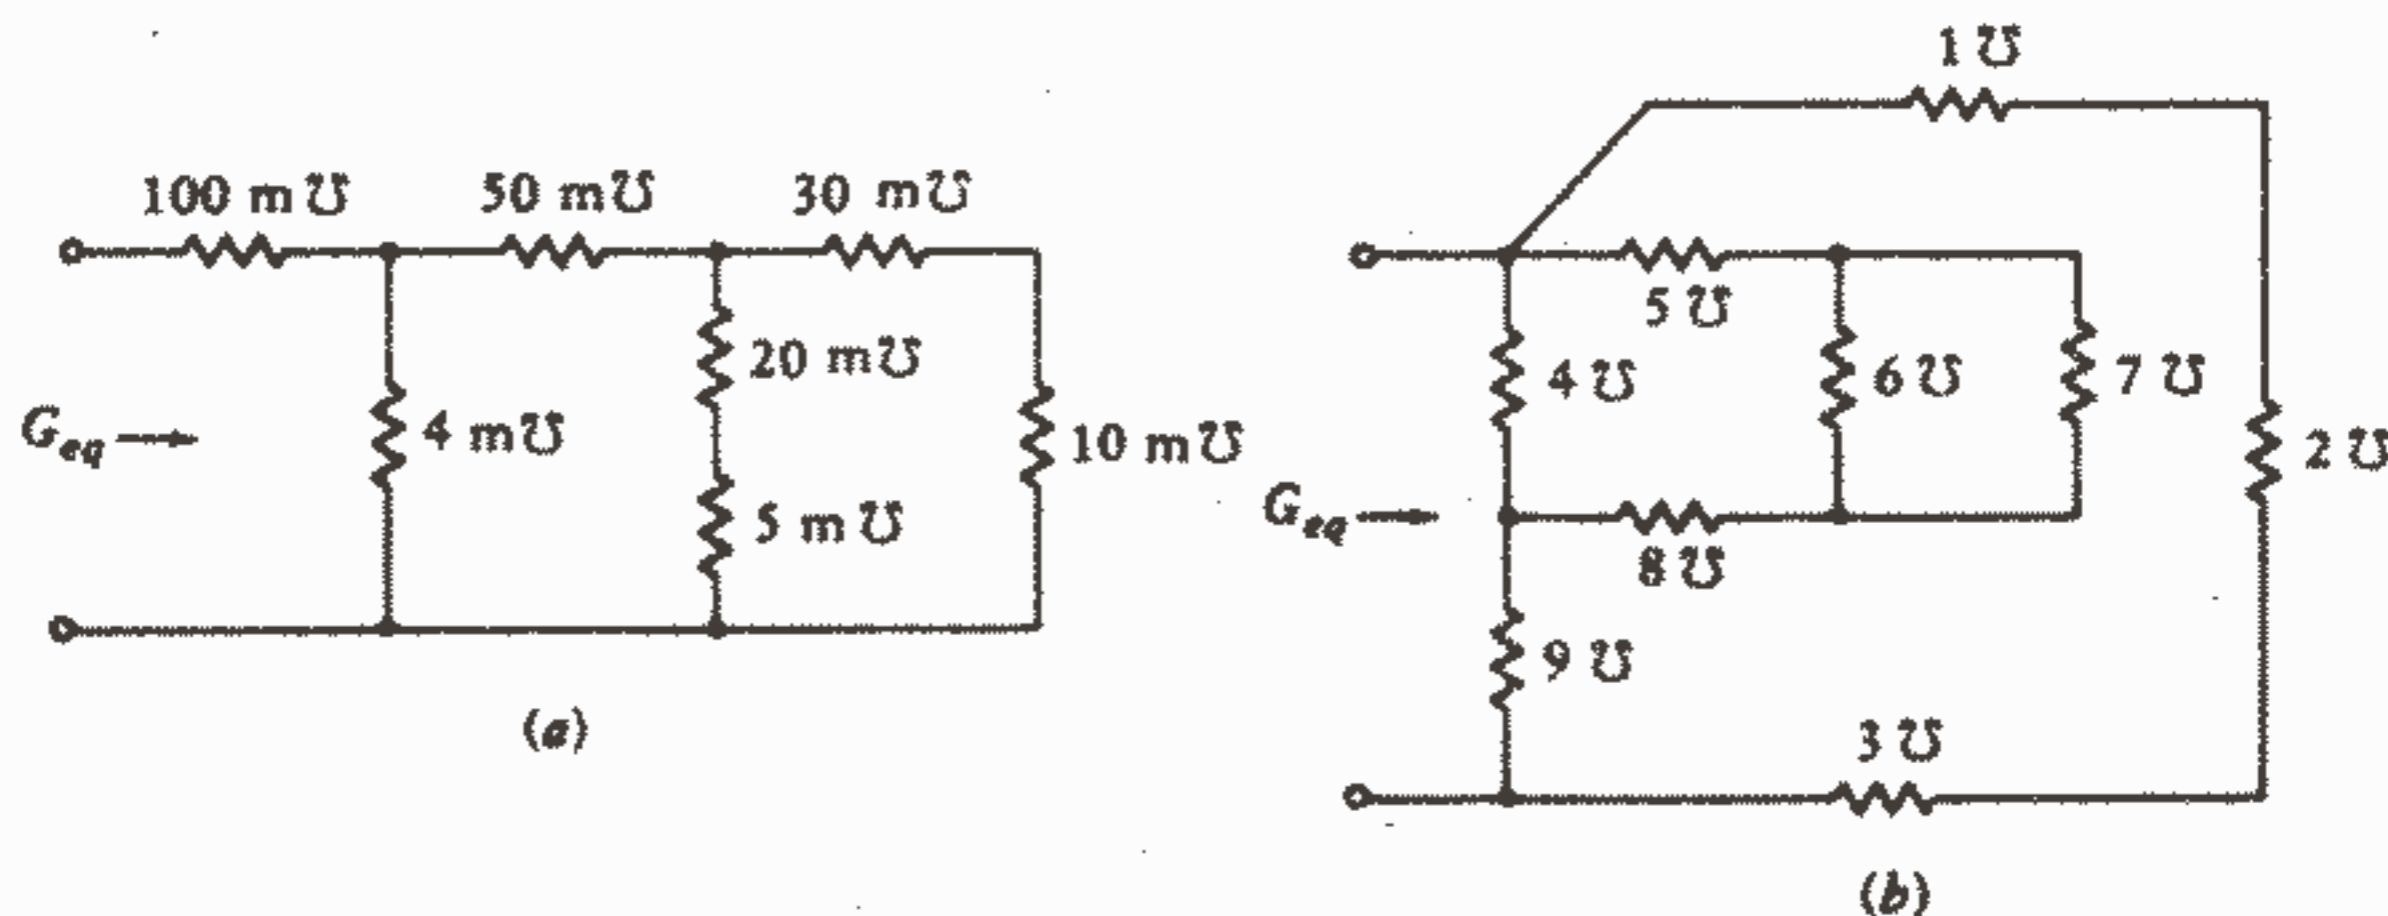 1 ℧
100 m℧ 50 m℧ 30 m℧
5 ℧
20 m℧
4 ℧ 6 ℧ 7 ℧
G_eq → 4 m℧ 10 m℧ 2 ℧
G_eq →
5 m℧
8 ℧
9 ℧
(a)
3 ℧
(b)